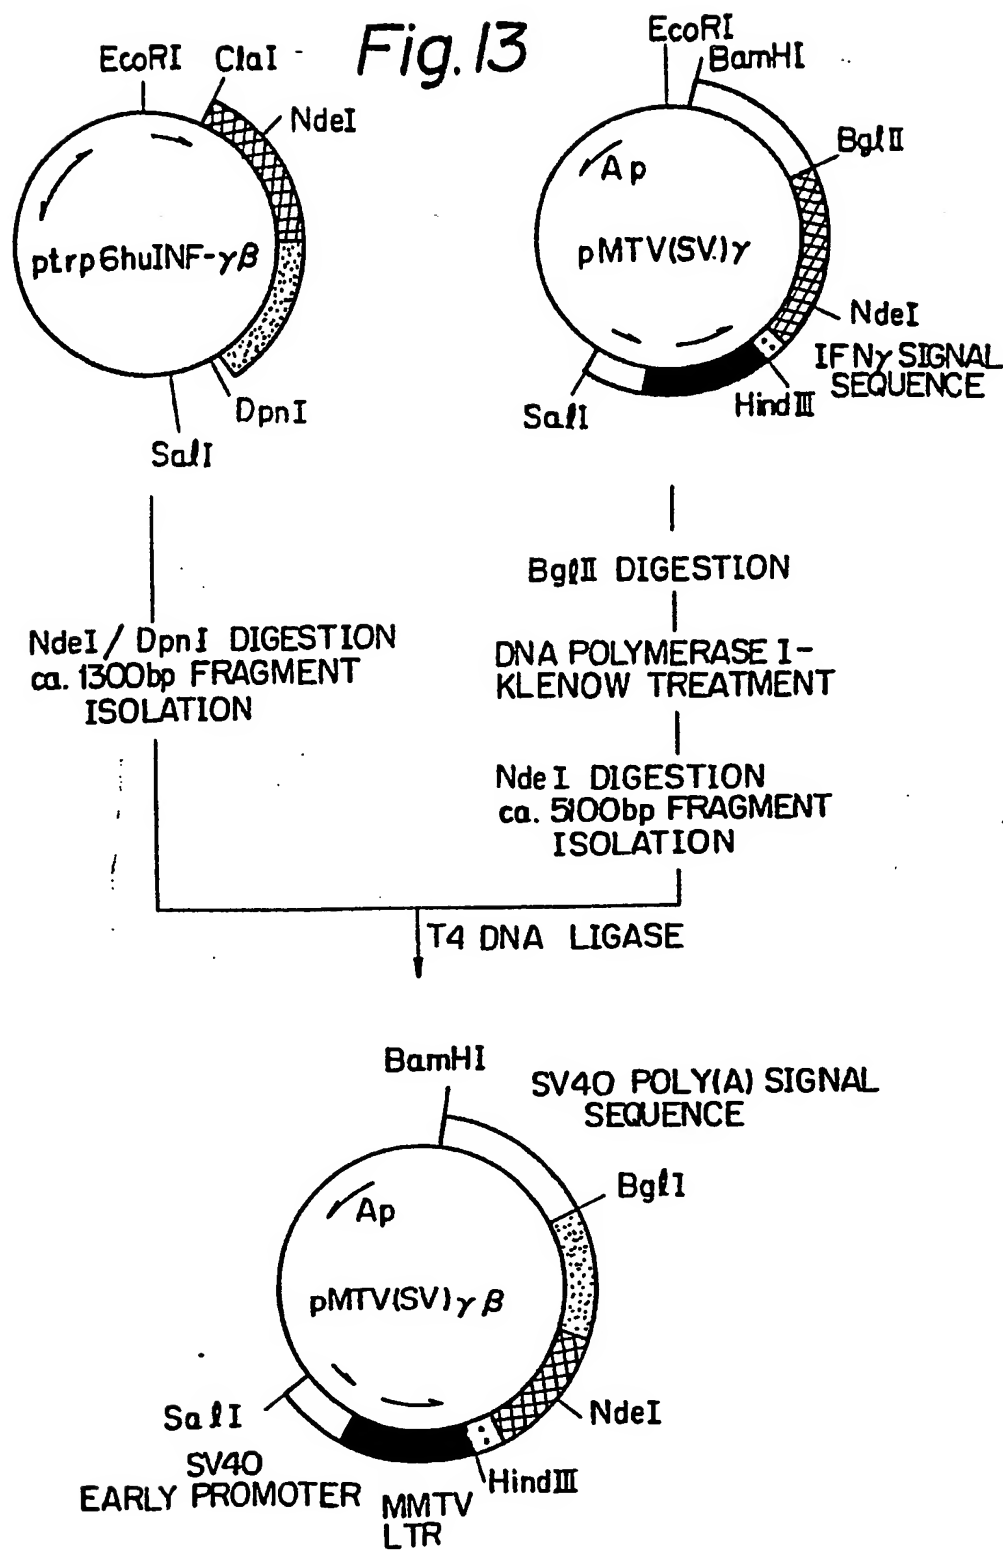 Fig. 13
EcoRI
ClaI
NdeI
ptrp6huINF-γβ
DpnI
SalI
EcoRI
BamHI
BglII
Ap
pMTV(SV.)γ
NdeI
IFNγ SIGNAL
SEQUENCE
HindIII
SalI
NdeI / DpnI DIGESTION
ca. 1300bp FRAGMENT
ISOLATION
BglII DIGESTION
DNA POLYMERASE I-
KLENOW TREATMENT
NdeI DIGESTION
ca. 5100bp FRAGMENT
ISOLATION
T4 DNA LIGASE
BamHI
SV40 POLY(A) SIGNAL
SEQUENCE
BglI
Ap
pMTV(SV)γβ
NdeI
SalI
HindIII
SV40
EARLY PROMOTER
MMTV
LTR